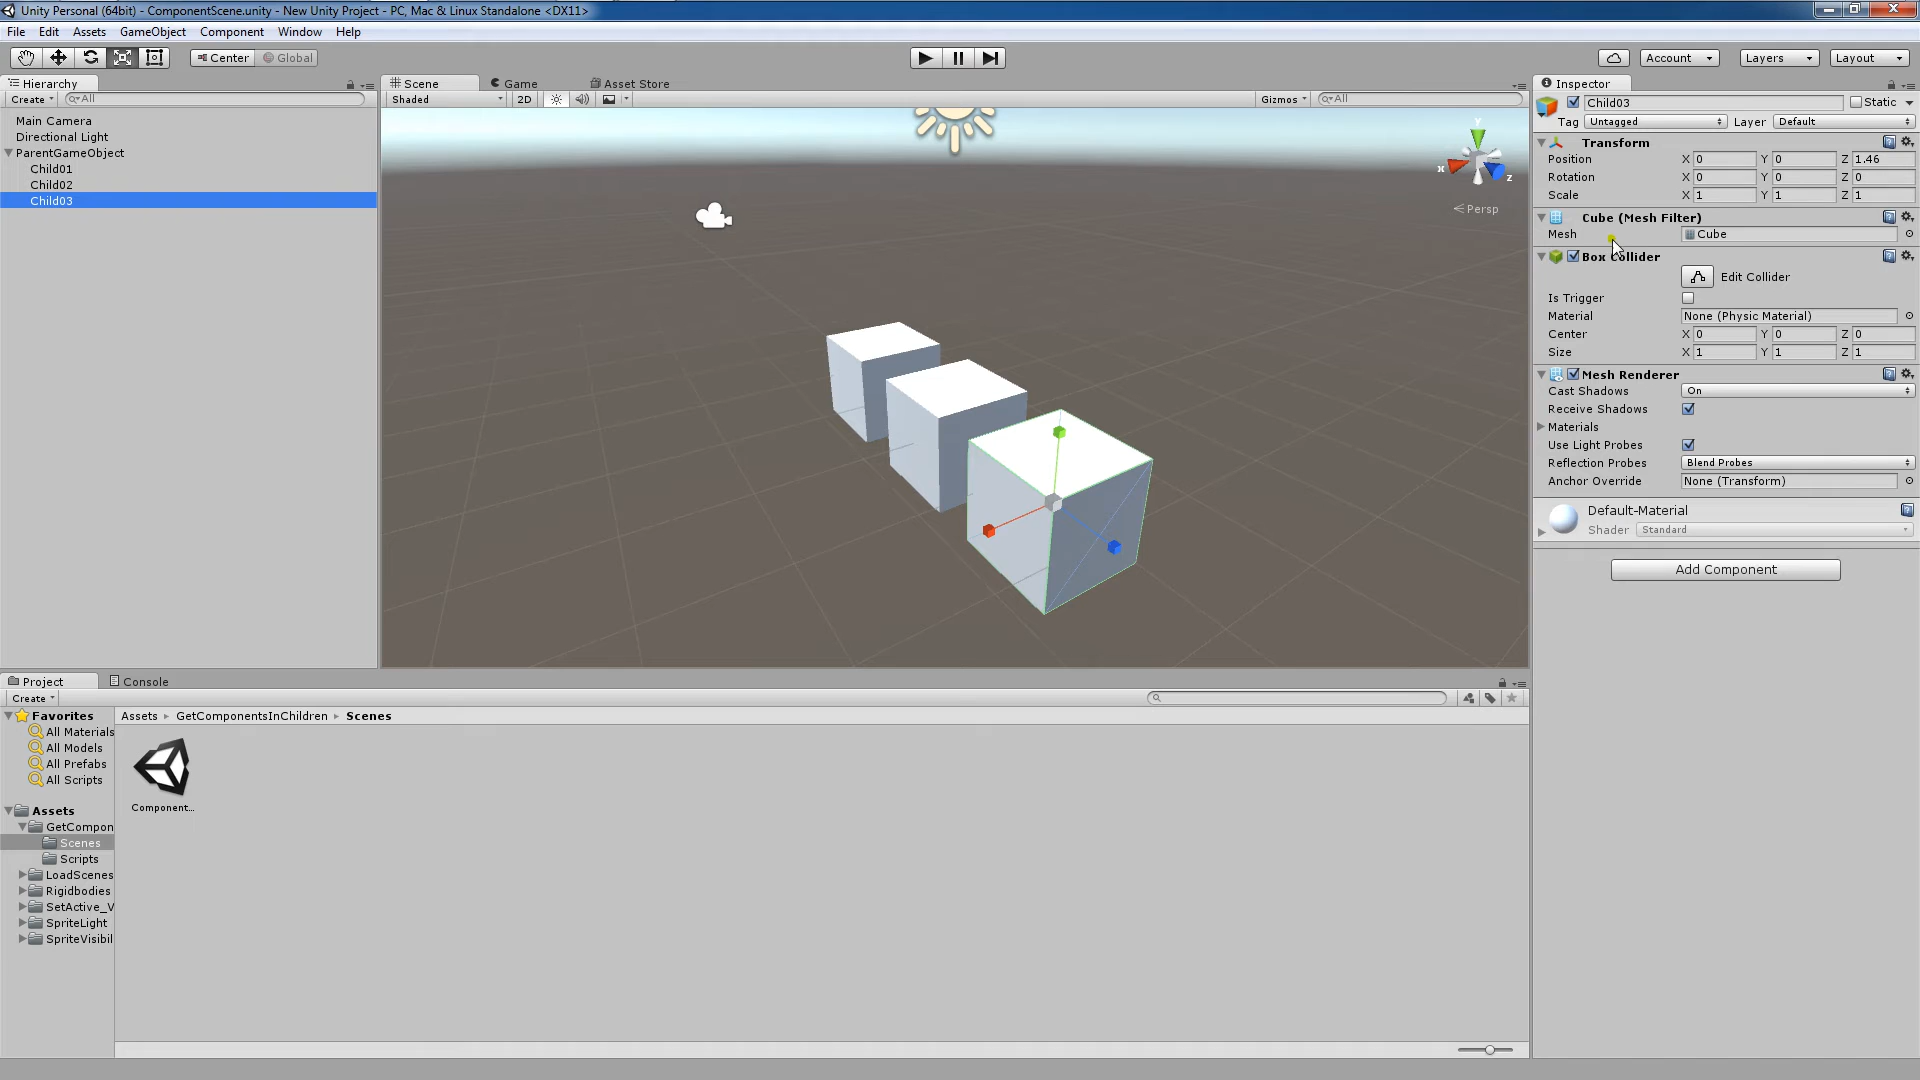 Unity Personal (64bit) - ComponentScene.unity - New Unity Project - PC, Mac & Linux Standalone <DX11>
File Edit Assets GameObject Component Window Help
Center Global Account Layers Layout
Hierarchy
Create All
Main Camera
Directional Light
ParentGameObject
Child01
Child02
Child03
Scene Game Asset Store
Shaded 2D Gizmos All
Y
X
Z
Persp
Inspector
Child03 Static
Tag Untagged Layer Default
Transform
Position X 0 Y 0 Z 1.46
Rotation X 0 Y 0 Z 0
Scale X 1 Y 1 Z 1
Cube (Mesh Filter)
Mesh Cube
Box Collider
Edit Collider
Is Trigger
Material None (Physic Material)
Center X 0 Y 0 Z 0
Size X 1 Y 1 Z 1
Mesh Renderer
Cast Shadows On
Receive Shadows
Materials
Use Light Probes
Reflection Probes Blend Probes
Anchor Override None (Transform)
Default-Material
Shader Standard
Add Component
Project Console
Create
Favorites
All Materials
All Models
All Prefabs
All Scripts
Assets
GetCompon
Scenes
Scripts
LoadScenes
Rigidbodies
SetActive_V
SpriteLight
SpriteVisibil
Assets GetComponentsInChildren Scenes
Component...